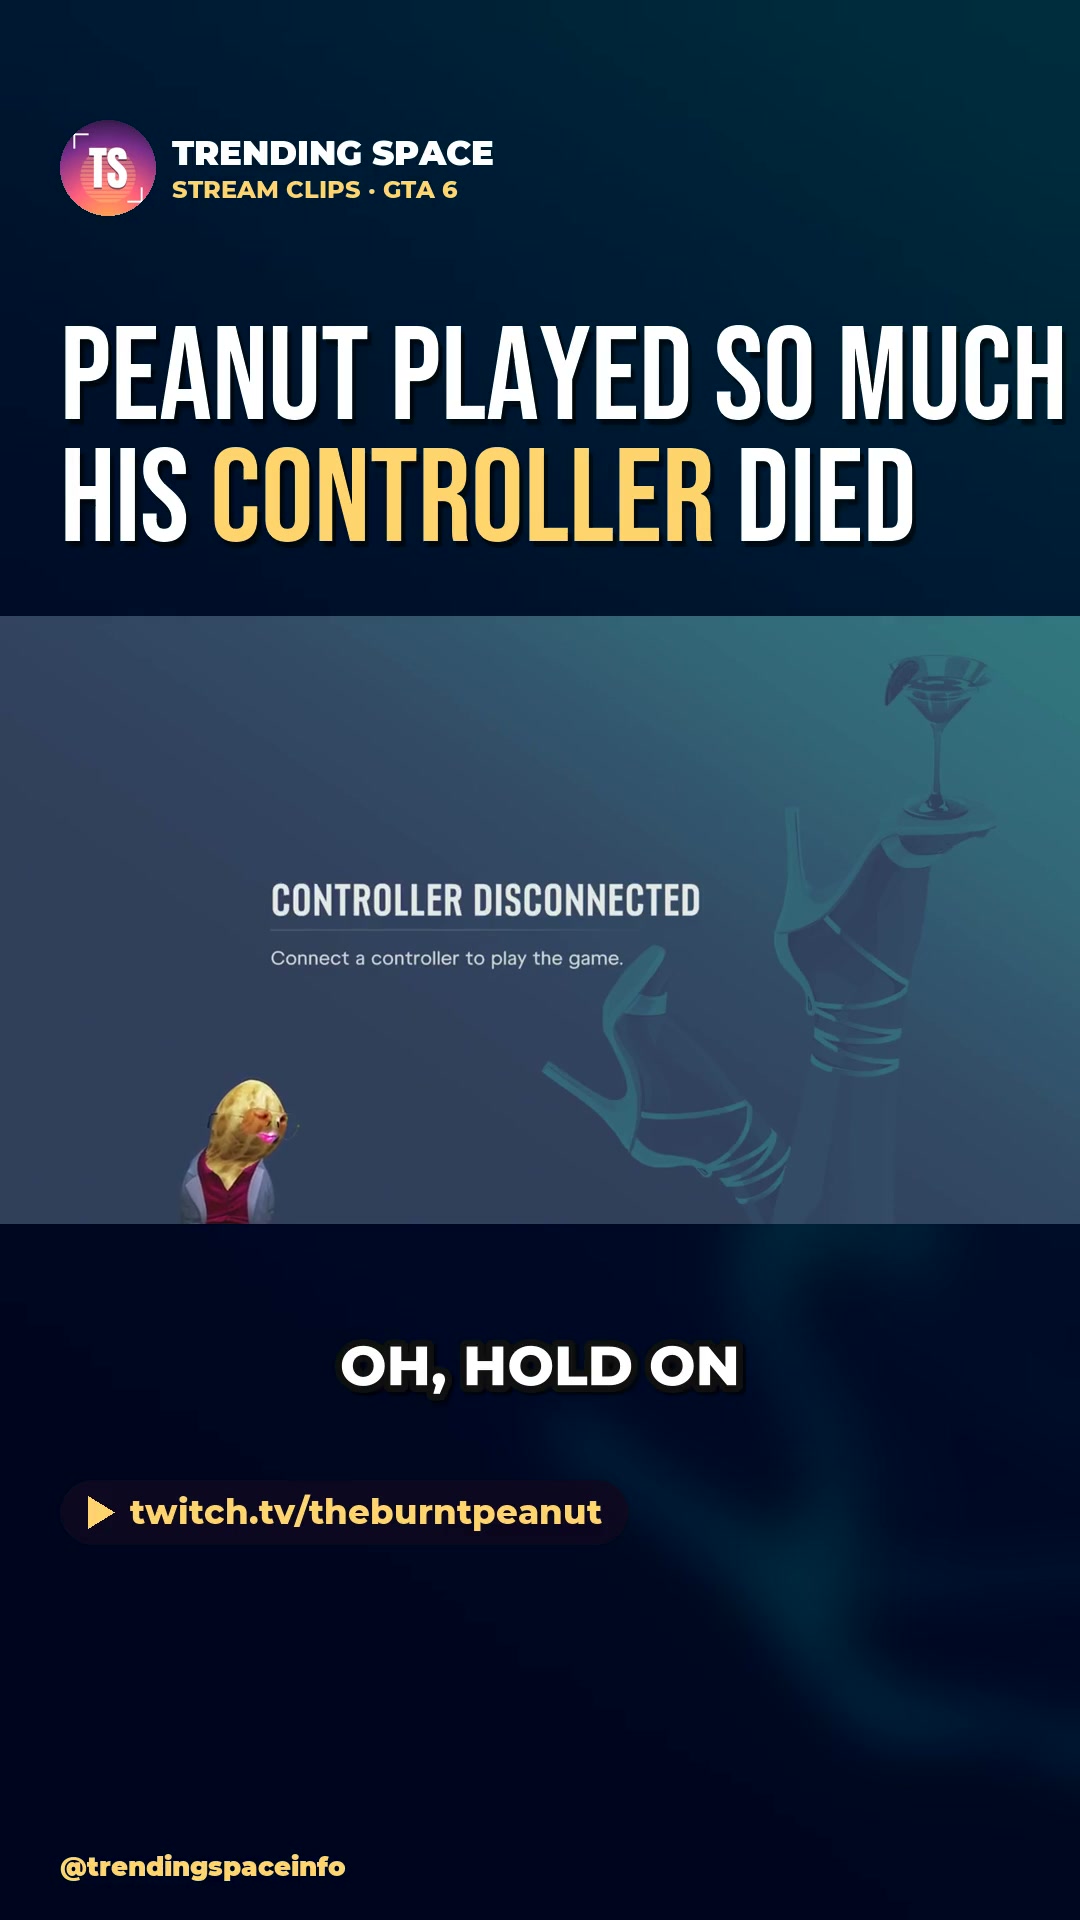 TS
TRENDING SPACE
STREAM CLIPS · GTA 6
PEANUT PLAYED SO MUCH
HIS CONTROLLER DIED
CONTROLLER DISCONNECTED
Connect a controller to play the game.
OH, HOLD ON
twitch.tv/theburntpeanut
@trendingspaceinfo